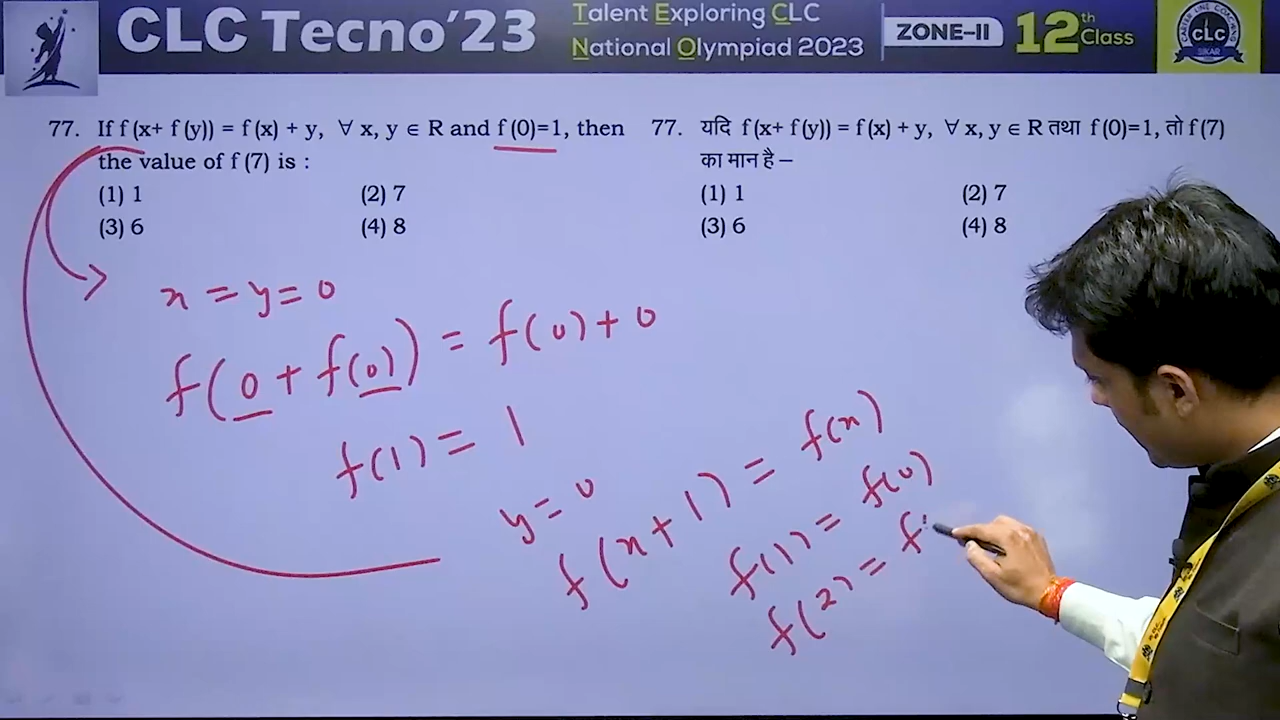 CLC Tecno'23
Talent Exploring CLC
National Olympiad 2023
ZONE–II
12th Class
CLC
SIKAR
77. If f (x+ f (y)) = f (x) + y, ∀ x, y ∈ R and f (0)=1, then
the value of f (7) is :
(1) 1
(2) 7
(3) 6
(4) 8
77. यदि f (x+ f (y)) = f (x) + y, ∀ x, y ∈ R तथा f (0)=1, तो f (7)
का मान है –
(1) 1
(2) 7
(3) 6
(4) 8
x = y = 0
f(0 + f(0)) = f(0) + 0
f(1) = 1
y = 0
f(x + 1) = f(x)
f(1) = f(0)
f(2) = f